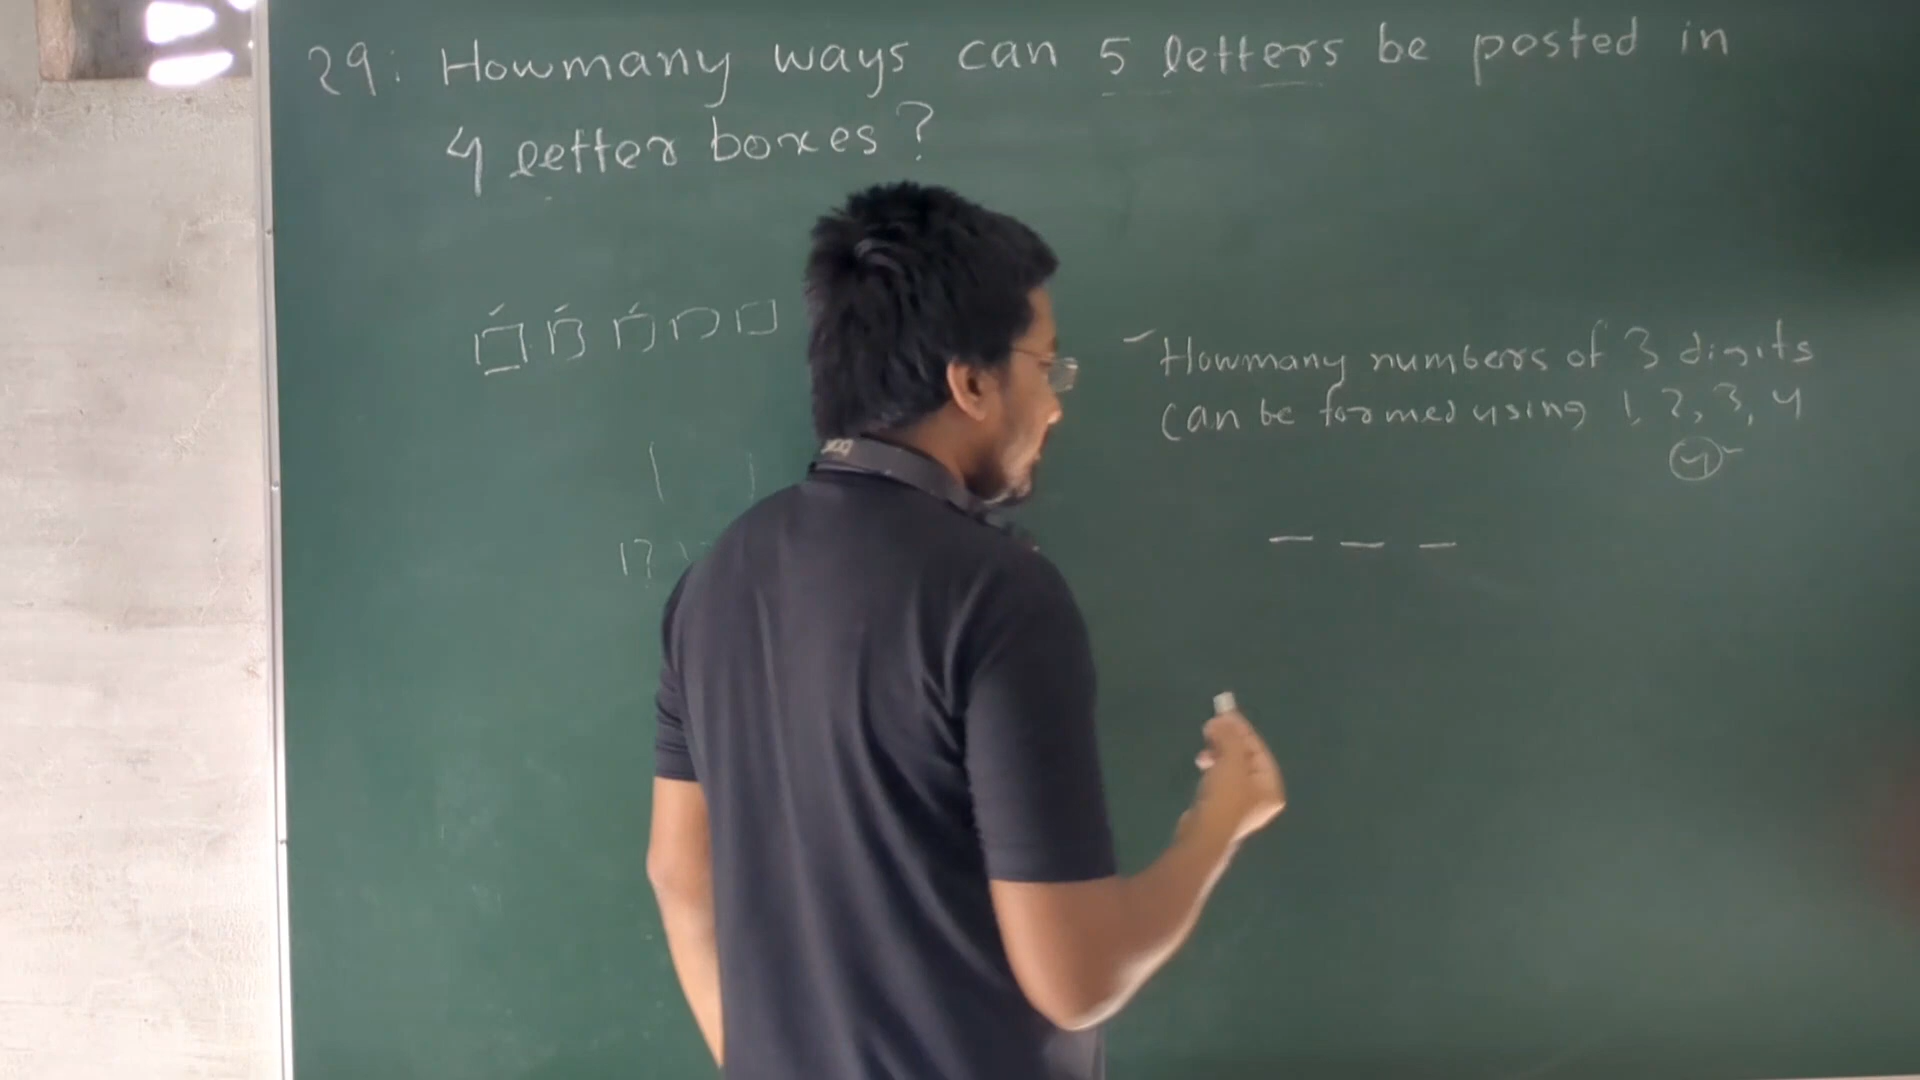 29: Howmany ways can 5 letters be posted in
4 letter boxes?
Howmany numbers of 3 digits
can be formed using 1, 2, 3, 4
4